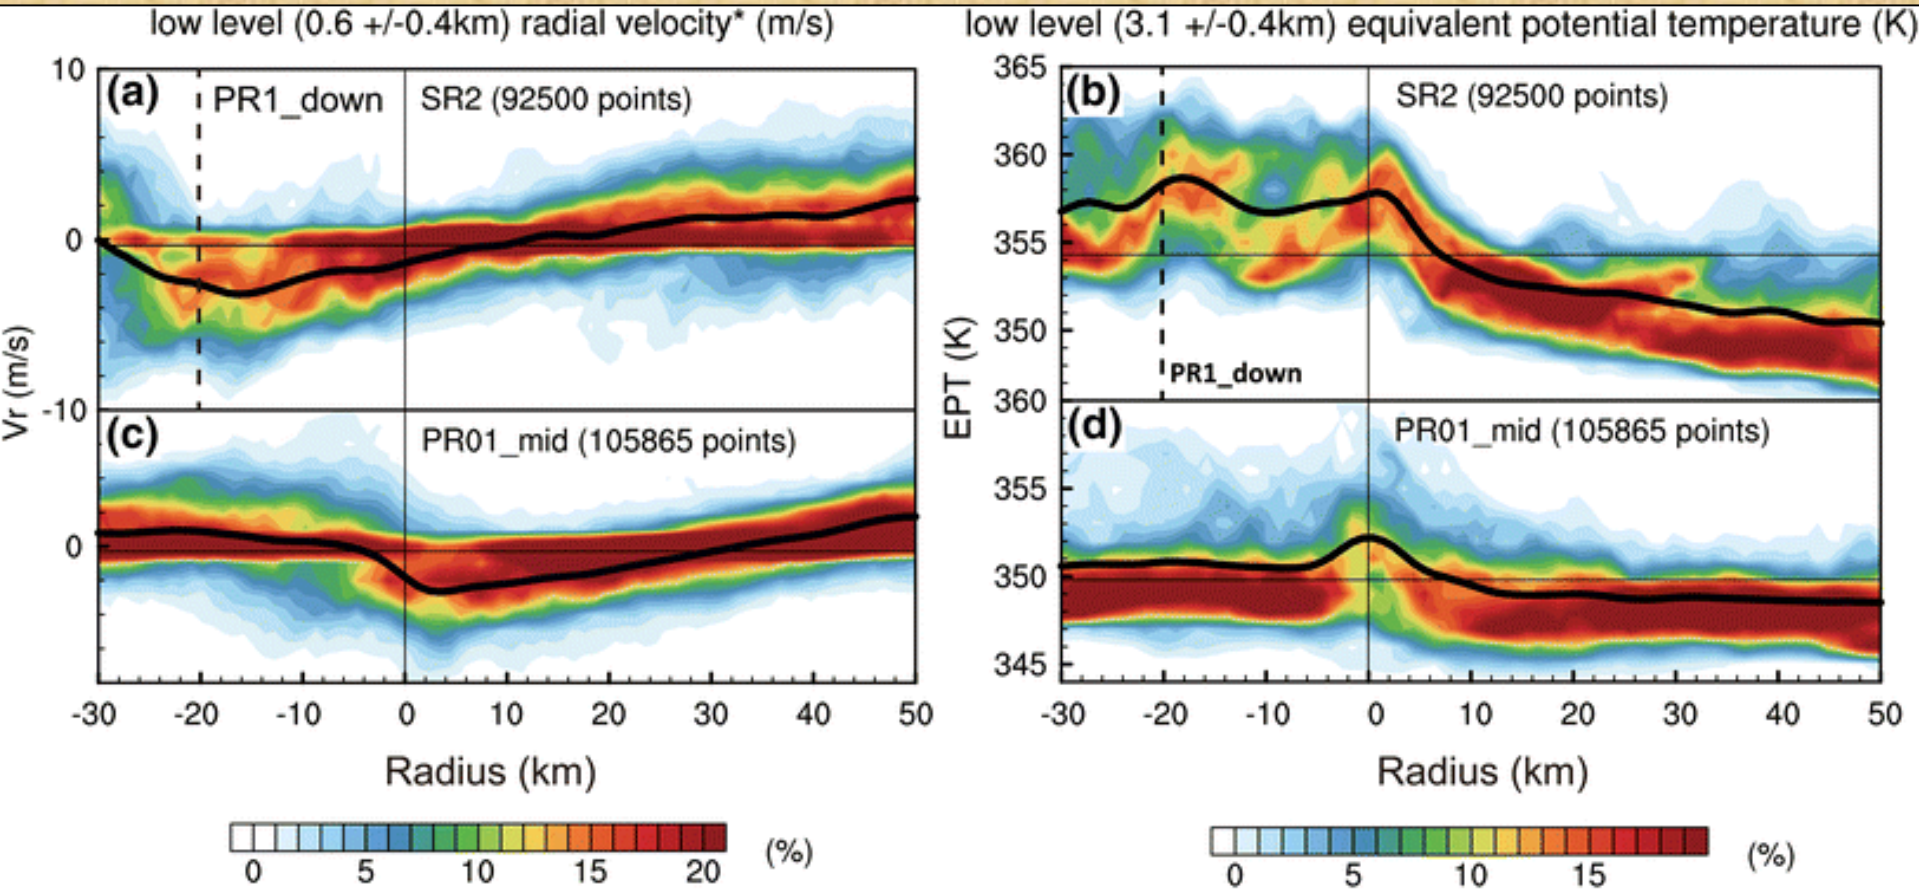 low level (0.6 +/-0.4km) radial velocity* (m/s)
low level (3.1 +/-0.4km) equivalent potential temperature (K)
(a)
PR1_down
SR2 (92500 points)
10
0
-10
Vr (m/s)
(c)
PR01_mid (105865 points)
0
-30 -20 -10 0 10 20 30 40 50
Radius (km)
0 5 10 15 20 (%)
(b)
SR2 (92500 points)
PR1_down
365
360
355
350
360
EPT (K)
(d)
PR01_mid (105865 points)
355
350
345
-30 -20 -10 0 10 20 30 40 50
Radius (km)
0 5 10 15 (%)